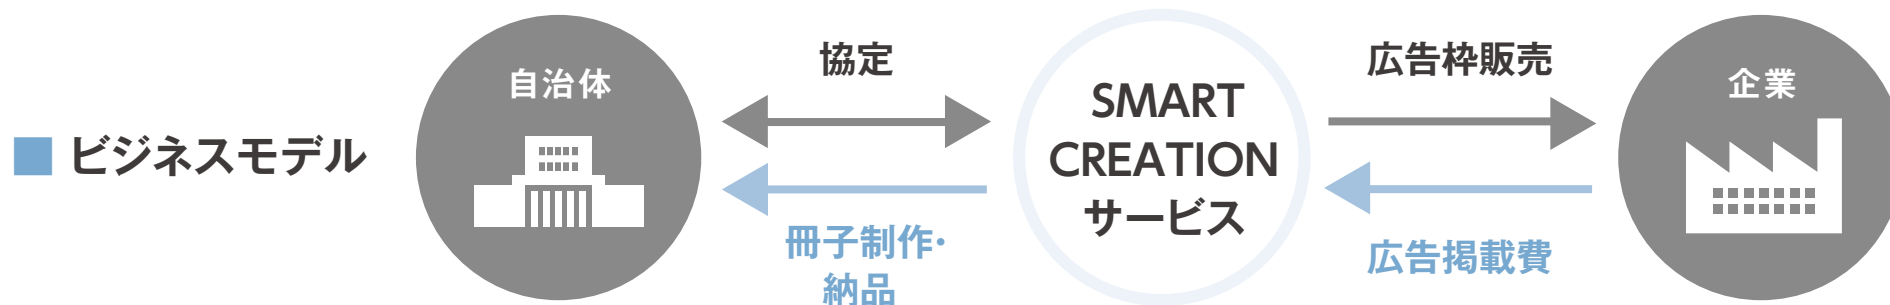 ビジネスモデル
自治体
協定
冊子制作・
納品
SMART
CREATION
サービス
広告枠販売
広告掲載費
企業